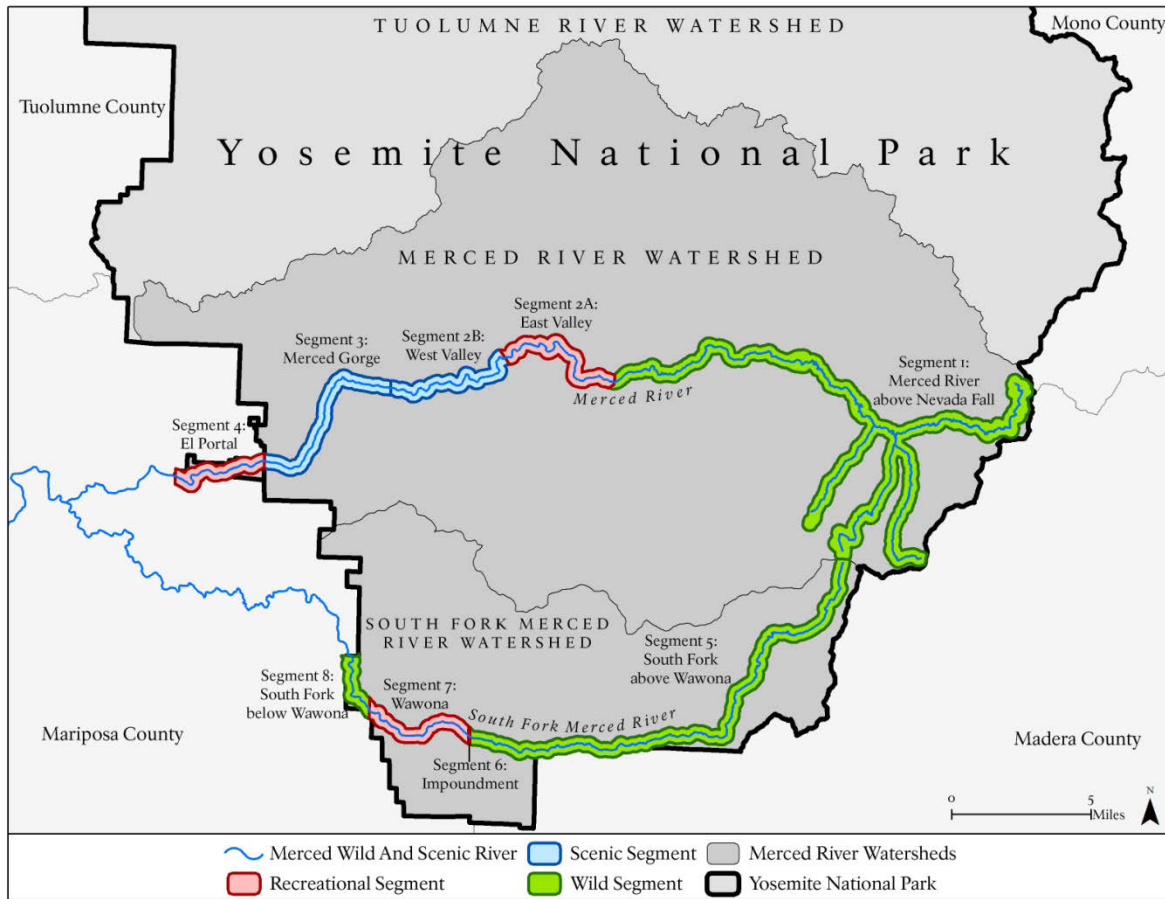 TUOLUMNE RIVER WATERSHED
Mono County
Tuolumne County
Yosemite National Park
MERCED RIVER WATERSHED
Segment 2A:
East Valley
Segment 3:
Merced Gorge
Segment 2B:
West Valley
Segment 1:
Merced River
above Nevada Fall
Merced River
Segment 4:
El Portal
SOUTH FORK MERCED
RIVER WATERSHED
Segment 5:
South Fork
above Wawona
Segment 8:
South Fork
below Wawona
Segment 7:
Wawona
South Fork Merced River
Mariposa County
Madera County
Segment 6:
Impoundment
0 5
Miles
N
Merced Wild And Scenic River
Scenic Segment
Merced River Watersheds
Recreational Segment
Wild Segment
Yosemite National Park